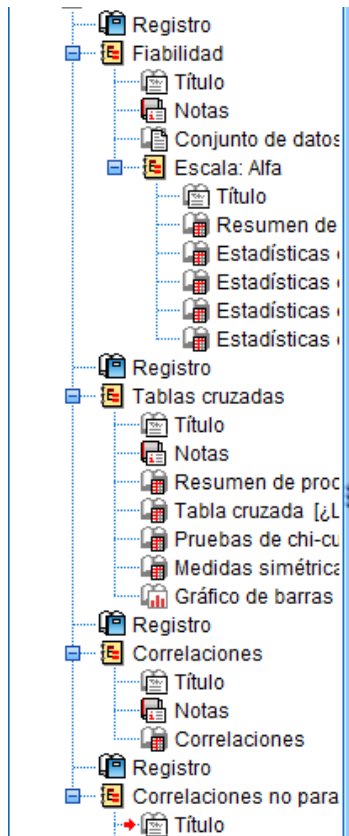 Registro
Fiabilidad
Título
Notas
Conjunto de datos
Escala: Alfa
Título
Resumen de
Estadísticas
Estadísticas
Estadísticas
Estadísticas
Registro
Tablas cruzadas
Título
Notas
Resumen de proc
Tabla cruzada [¿L
Pruebas de chi-cu
Medidas simétrica
Gráfico de barras
Registro
Correlaciones
Título
Notas
Correlaciones
Registro
Correlaciones no para
Título